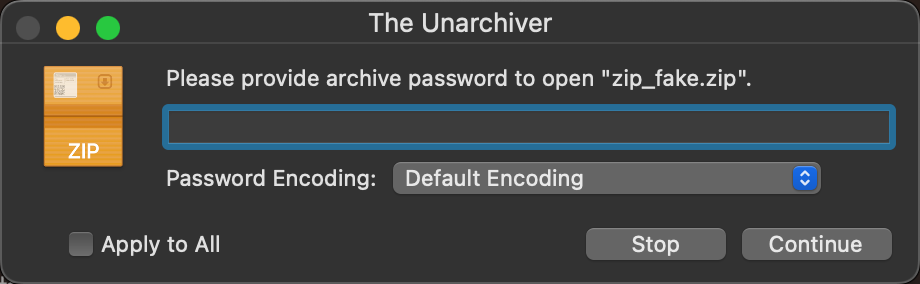 The Unarchiver
Please provide archive password to open "zip_fake.zip".
ZIP
Password Encoding: Default Encoding
Apply to All Stop Continue